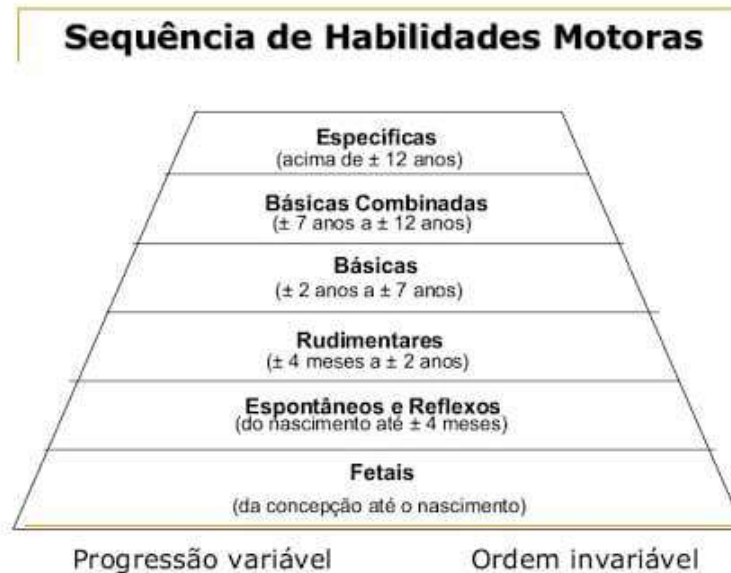 Sequência de Habilidades Motoras
Especificas
(acima de ± 12 anos)
Básicas Combinadas
(± 7 anos a ± 12 anos)
Básicas
(± 2 anos a ± 7 anos)
Rudimentares
(± 4 meses a ± 2 anos)
Espontâneos e Reflexos
(do nascimento até ± 4 meses)
Fetais
(da concepção até o nascimento)
Progressão variável Ordem invariável